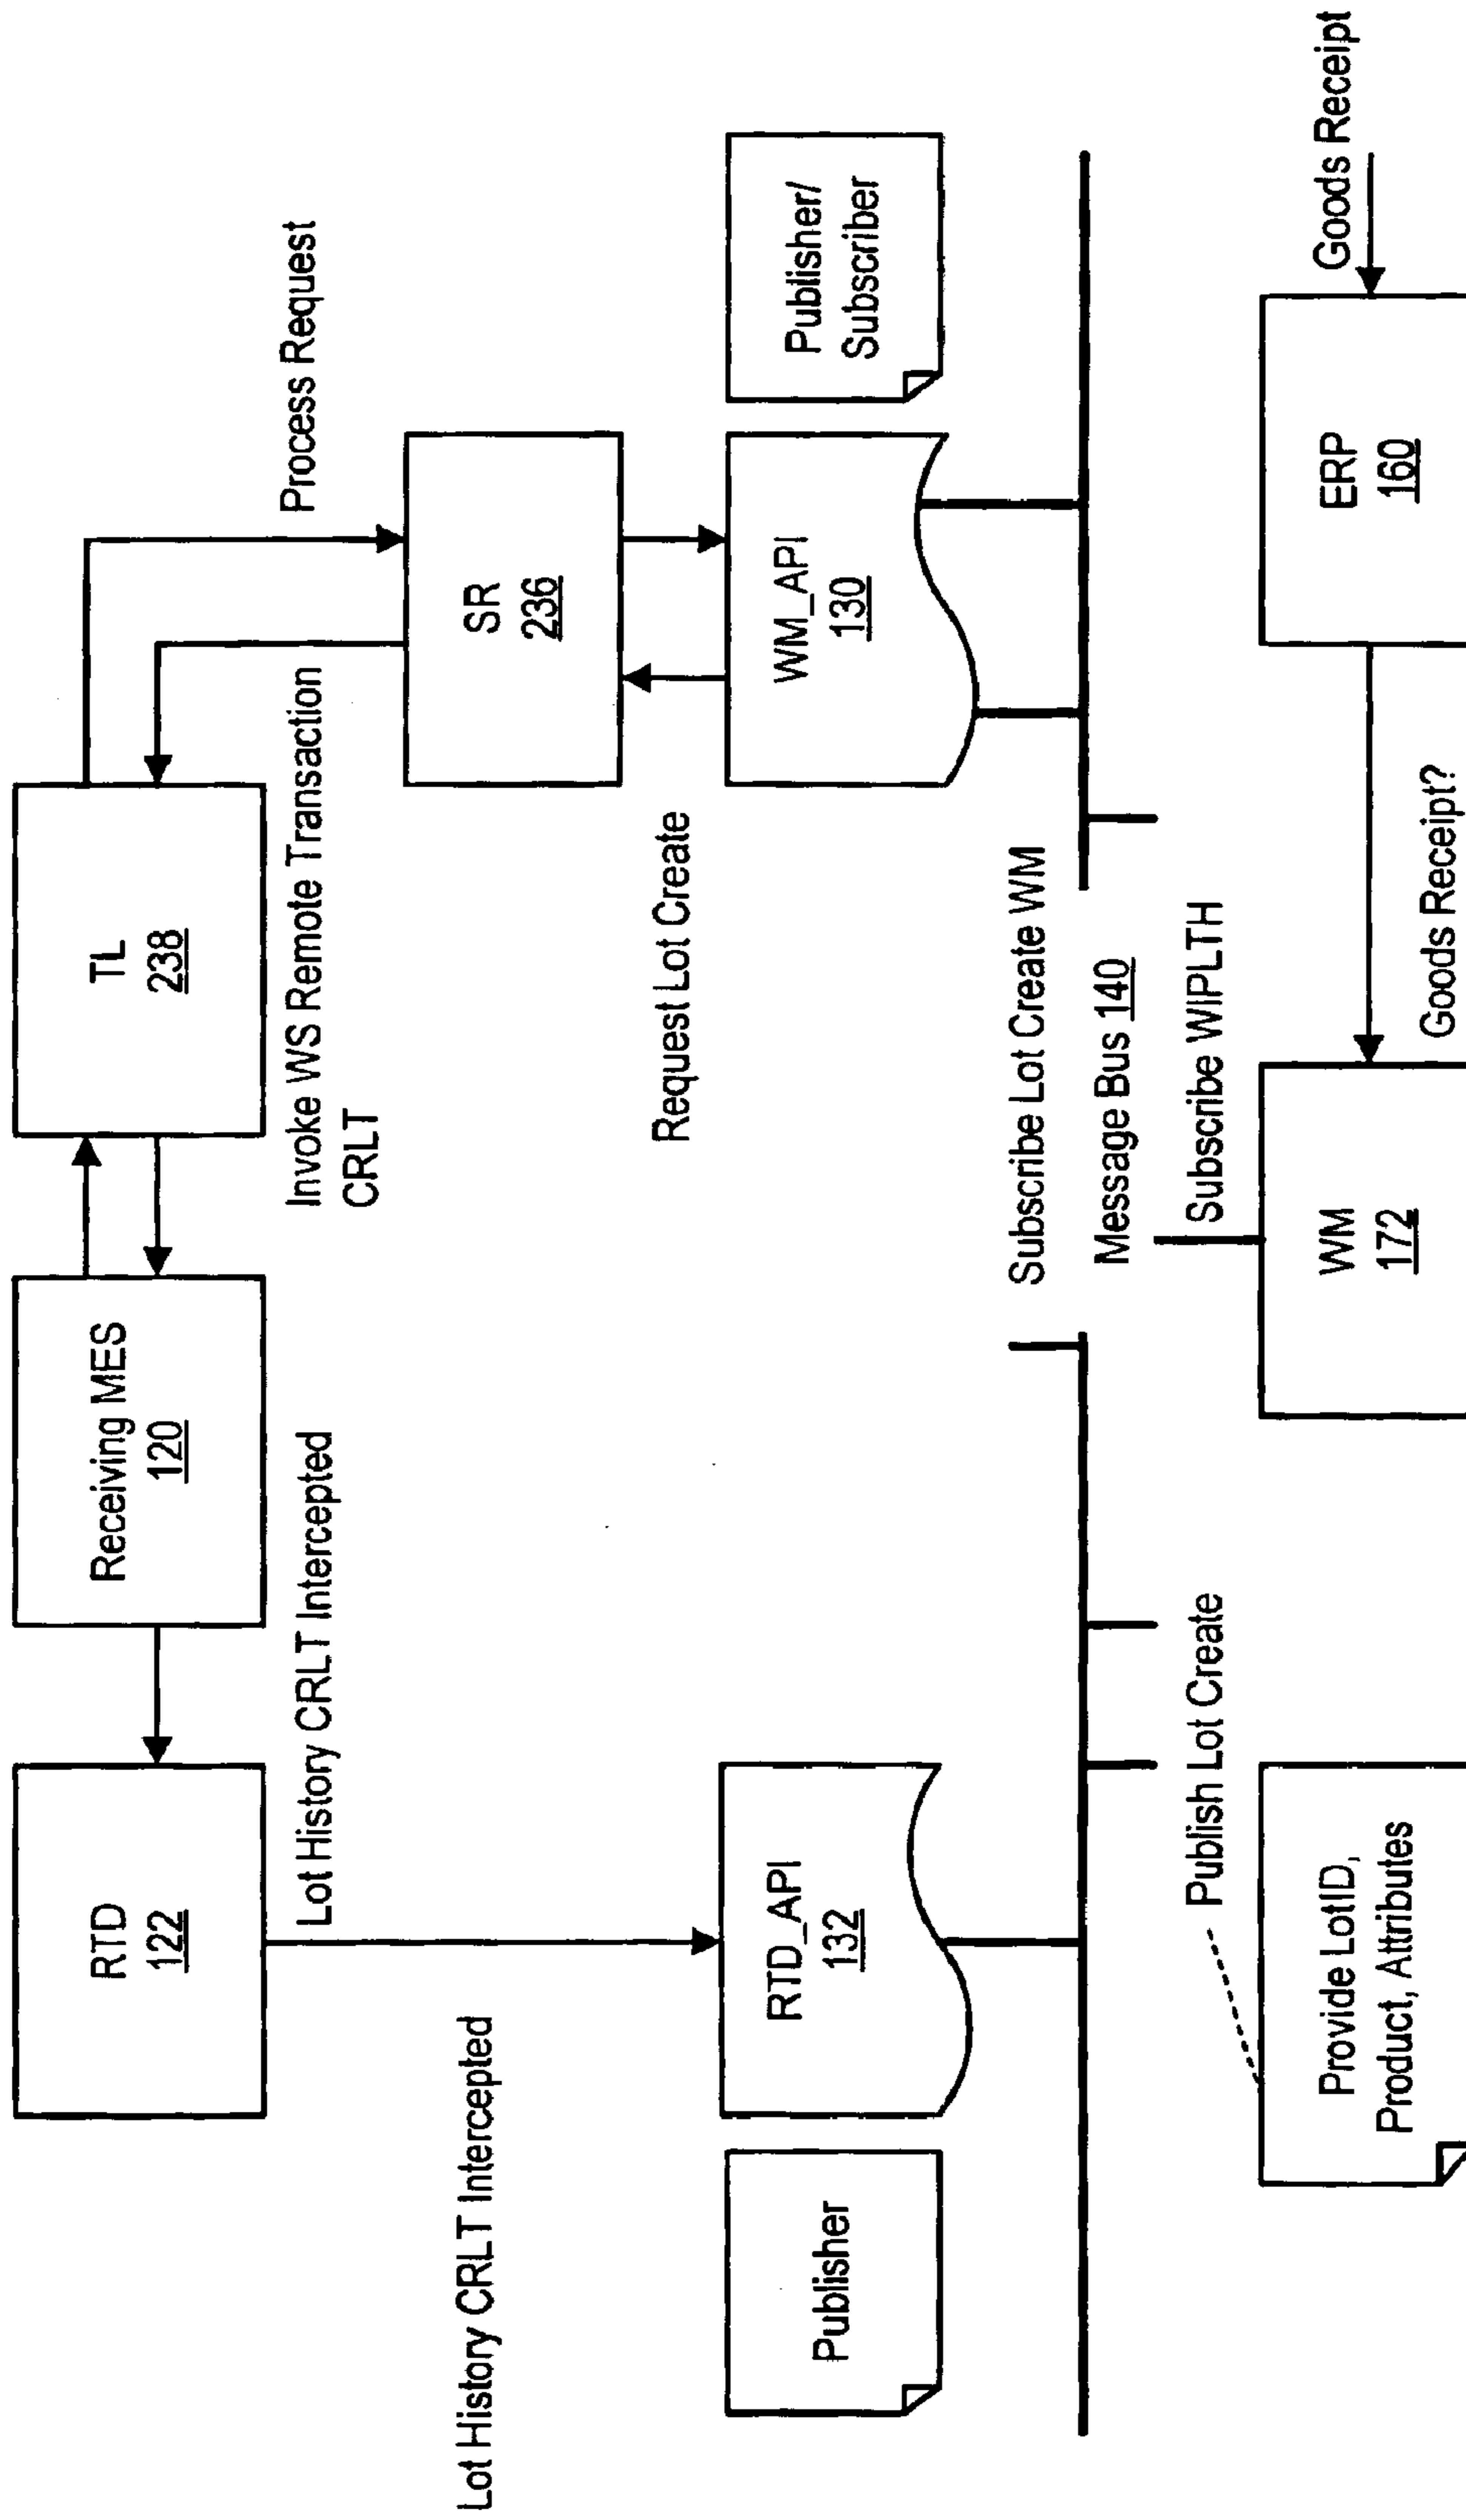 RTD
122
Receiving MES
120
TL
238
Lot History CRLT Intercepted
Invoke WS Remote Transaction
CRLT
Process Request
Lot History CRLT Intercepted
SR
236
Request Lot Create
Publisher
RTD_API
132
WM_API
130
Publisher/
Subscriber
Subscribe Lot Create WM
Message Bus 140
Publish Lot Create
Subscribe WIPLTH
Provide LotID,
Product, Attributes
WM
172
ERP
160
Goods Receipt
Goods Receipt?